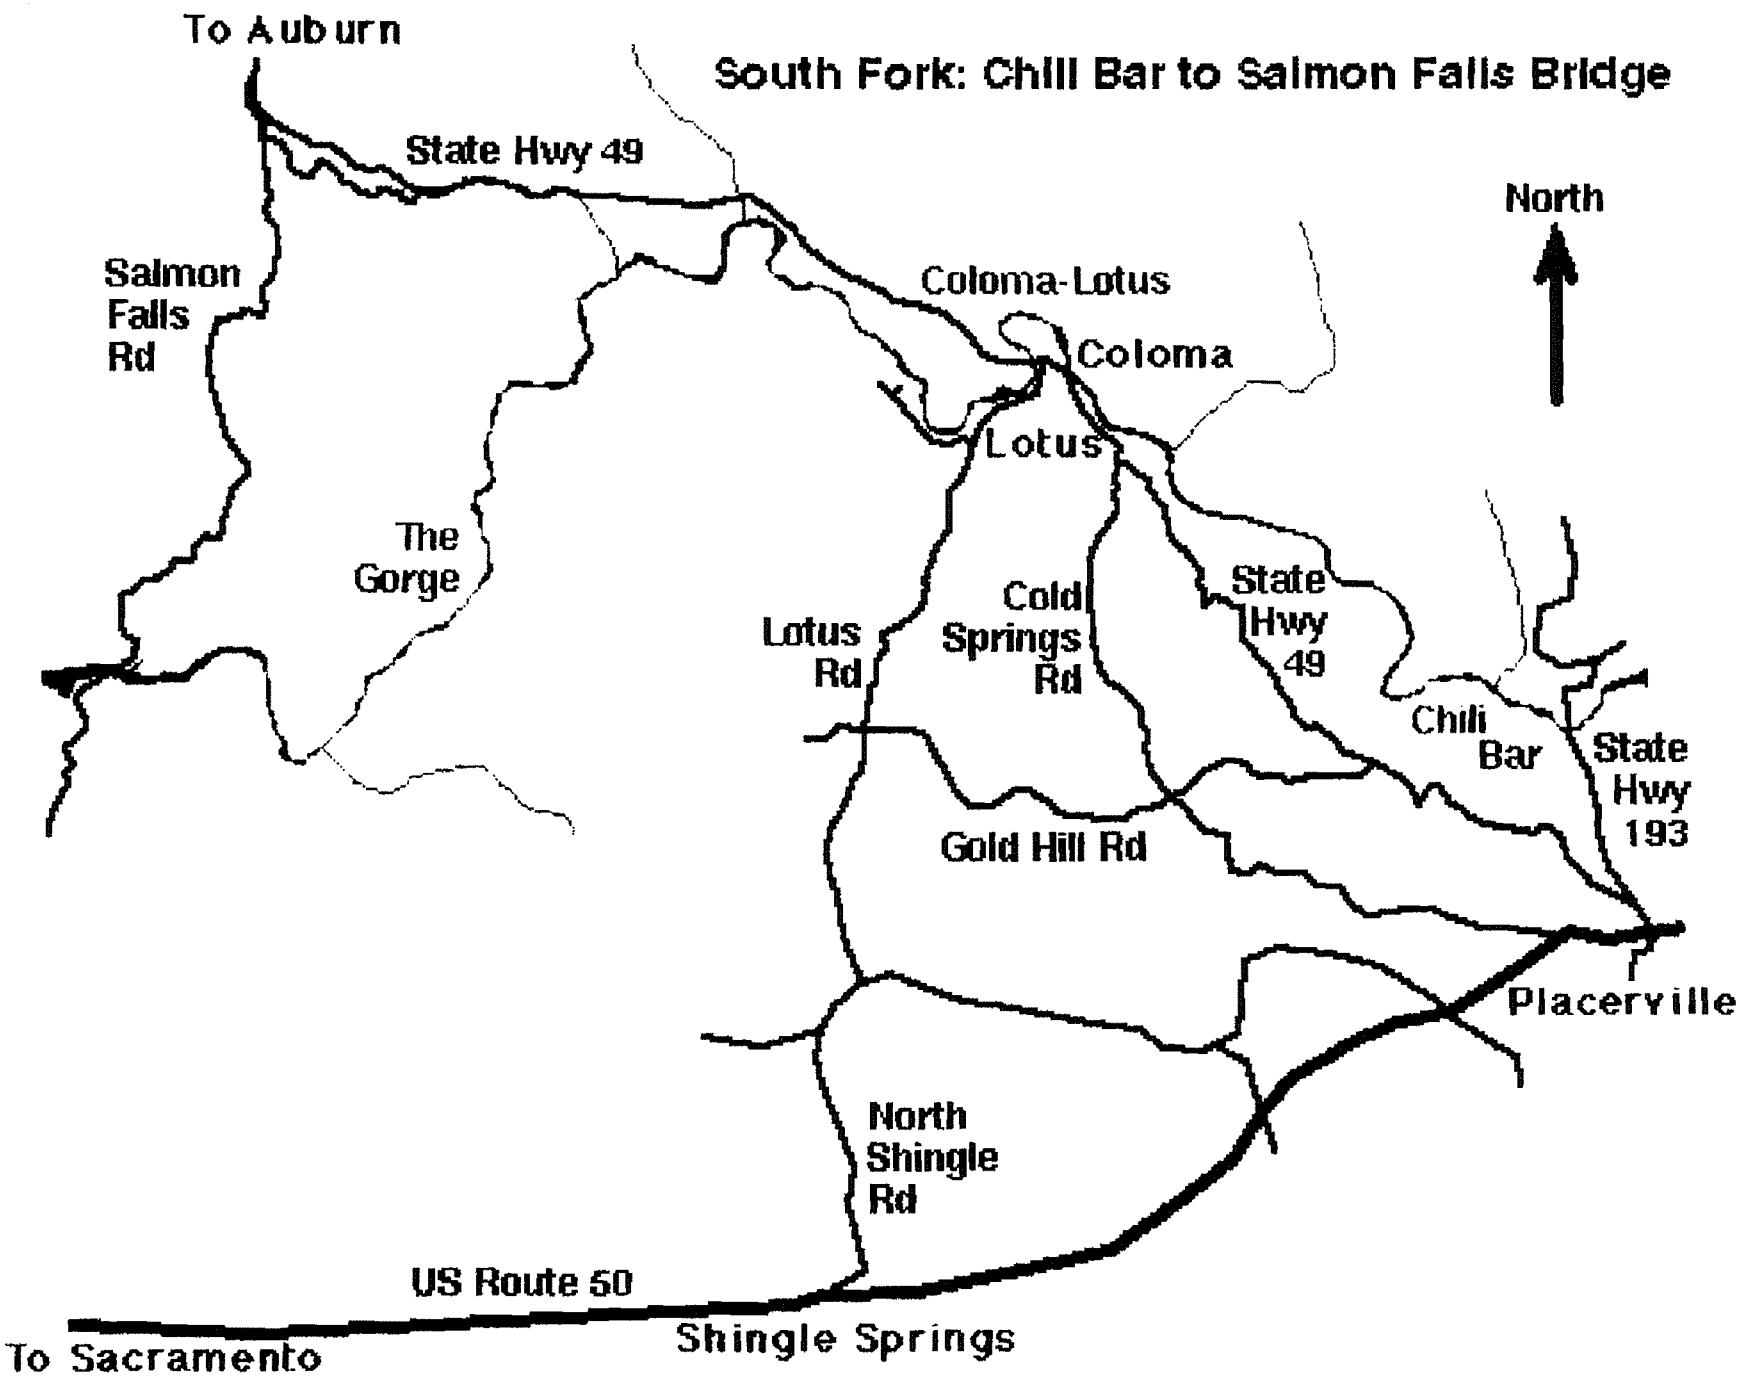 To Auburn
South Fork: Chili Bar to Salmon Falls Bridge
State Hwy 49
North
Salmon
Falls
Rd
Coloma-Lotus
Coloma
Lotus
The
Gorge
State
Hwy
49
Cold
Springs
Rd
Lotus
Rd
Chili
Bar
State
Hwy
193
Gold Hill Rd
Placerville
North
Shingle
Rd
US Route 50
Shingle Springs
To Sacramento